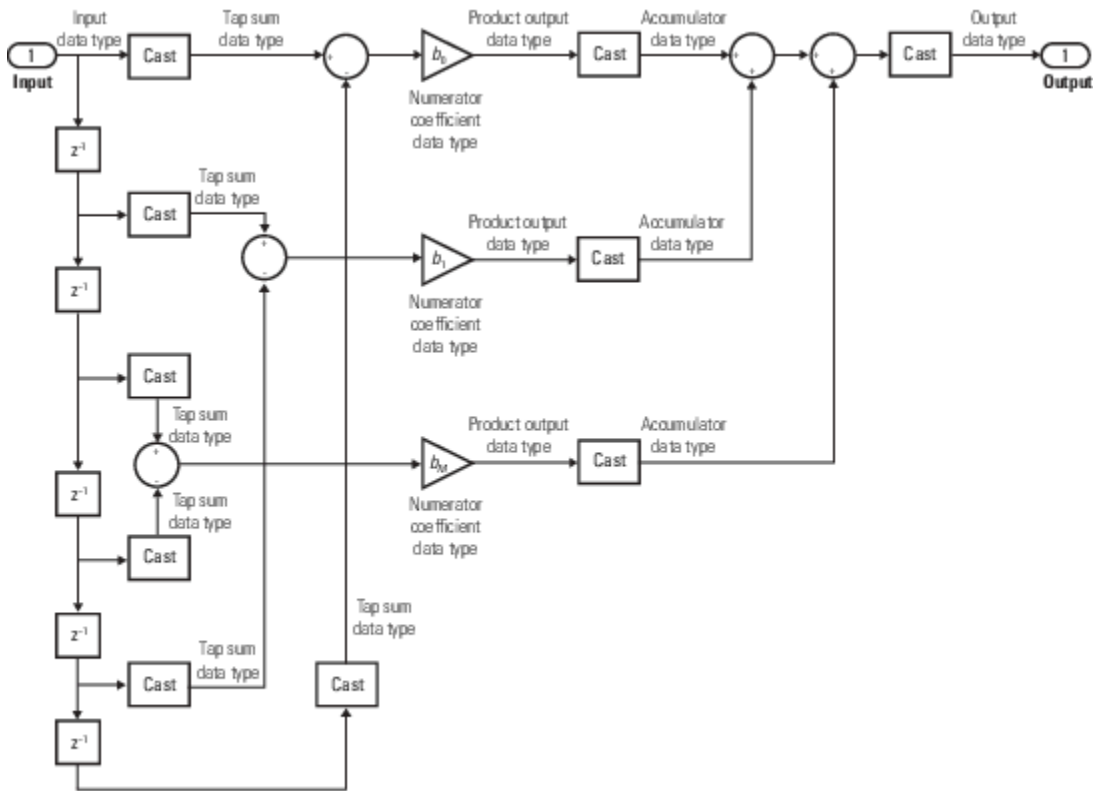 Input
data type
Tap sum
data type
Product output
data type
Accumulator
data type
Output
data type
1
Input
Cast
+
-
b₀
Cast
+
+
+
+
Cast
1
Output
Numerator
coefficient
data type
z⁻¹
Tap sum
data type
Cast
+
-
Product output
data type
Accumulator
data type
b₁
Cast
Numerator
coefficient
data type
z⁻¹
Cast
Tap sum
data type
+
-
Product output
data type
Accumulator
data type
b_M
Cast
z⁻¹
Tap sum
data type
Numerator
coefficient
data type
Cast
z⁻¹
Tap sum
data type
Tap sum
data type
Cast
Cast
z⁻¹